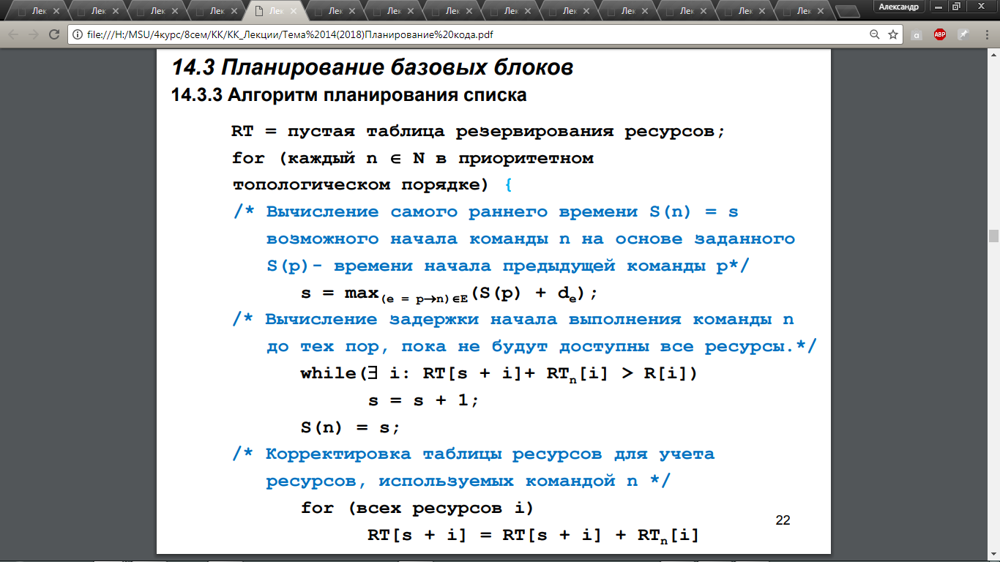 Лек Лек Лек Лек Лек Лек Лек Лек Лек Лек Лек Лек Лек Лек Александр
file:///H:/MSU/4курс/8сем/КК/КК_Лекции/Тема%2014(2018)Планирование%20кода.pdf
14.3 Планирование базовых блоков
14.3.3 Алгоритм планирования списка
RT = пустая таблица резервирования ресурсов;
for (каждый n ∈ N в приоритетном
топологическом порядке) {
/* Вычисление самого раннего времени S(n) = s
возможного начала команды n на основе заданного
S(p)- времени начала предыдущей команды p*/
s = max(e = p→n)∈E(S(p) + de);
/* Вычисление задержки начала выполнения команды n
до тех пор, пока не будут доступны все ресурсы.*/
while(∃ i: RT[s + i]+ RTn[i] > R[i])
s = s + 1;
S(n) = s;
/* Корректировка таблицы ресурсов для учета
ресурсов, используемых командой n */
for (всех ресурсов i)
22
RT[s + i] = RT[s + i] + RTn[i]